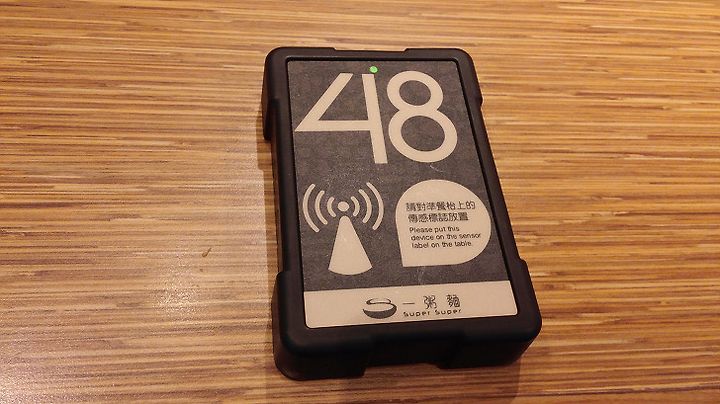 48
請對準餐枱上的
傳感標誌放置
Please put this
device on the sensor
label on the table.
一粥麵
Super Super